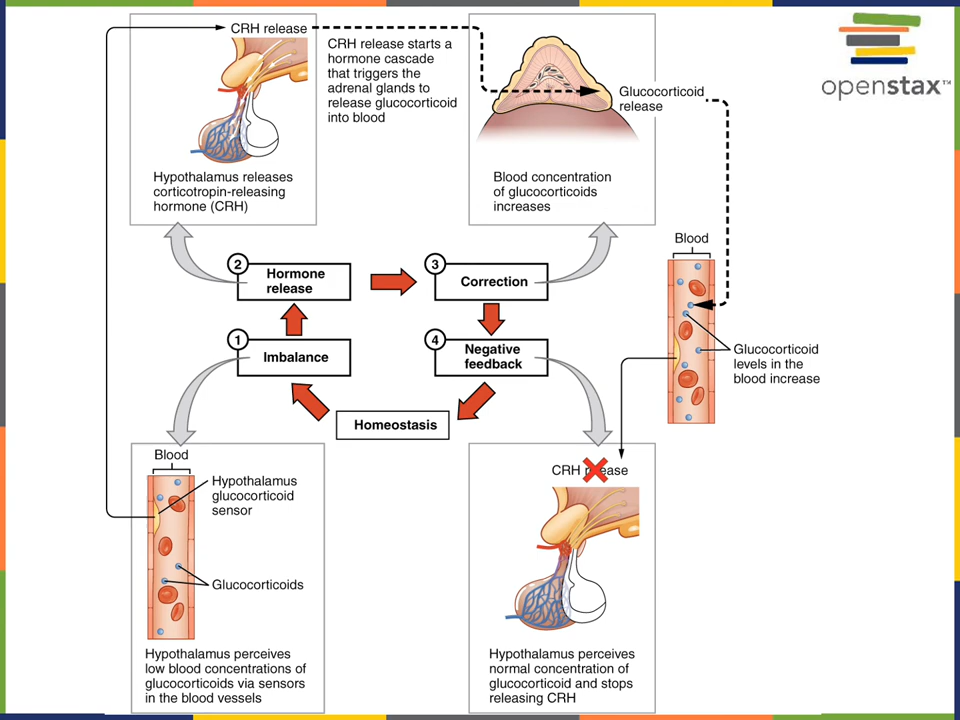 CRH release
CRH release starts a
hormone cascade
that triggers the
adrenal glands to
release glucocorticoid
into blood
Glucocorticoid
release
openstax™
Hypothalamus releases
corticotropin-releasing
hormone (CRH)
Blood concentration
of glucocorticoids
increases
2
Hormone
release
3
Correction
1
Imbalance
4
Negative
feedback
Homeostasis
Blood
Glucocorticoid
levels in the
blood increase
Blood
Hypothalamus
glucocorticoid
sensor
Glucocorticoids
Hypothalamus perceives
low blood concentrations of
glucocorticoids via sensors
in the blood vessels
CRH release
Hypothalamus perceives
normal concentration of
glucocorticoid and stops
releasing CRH